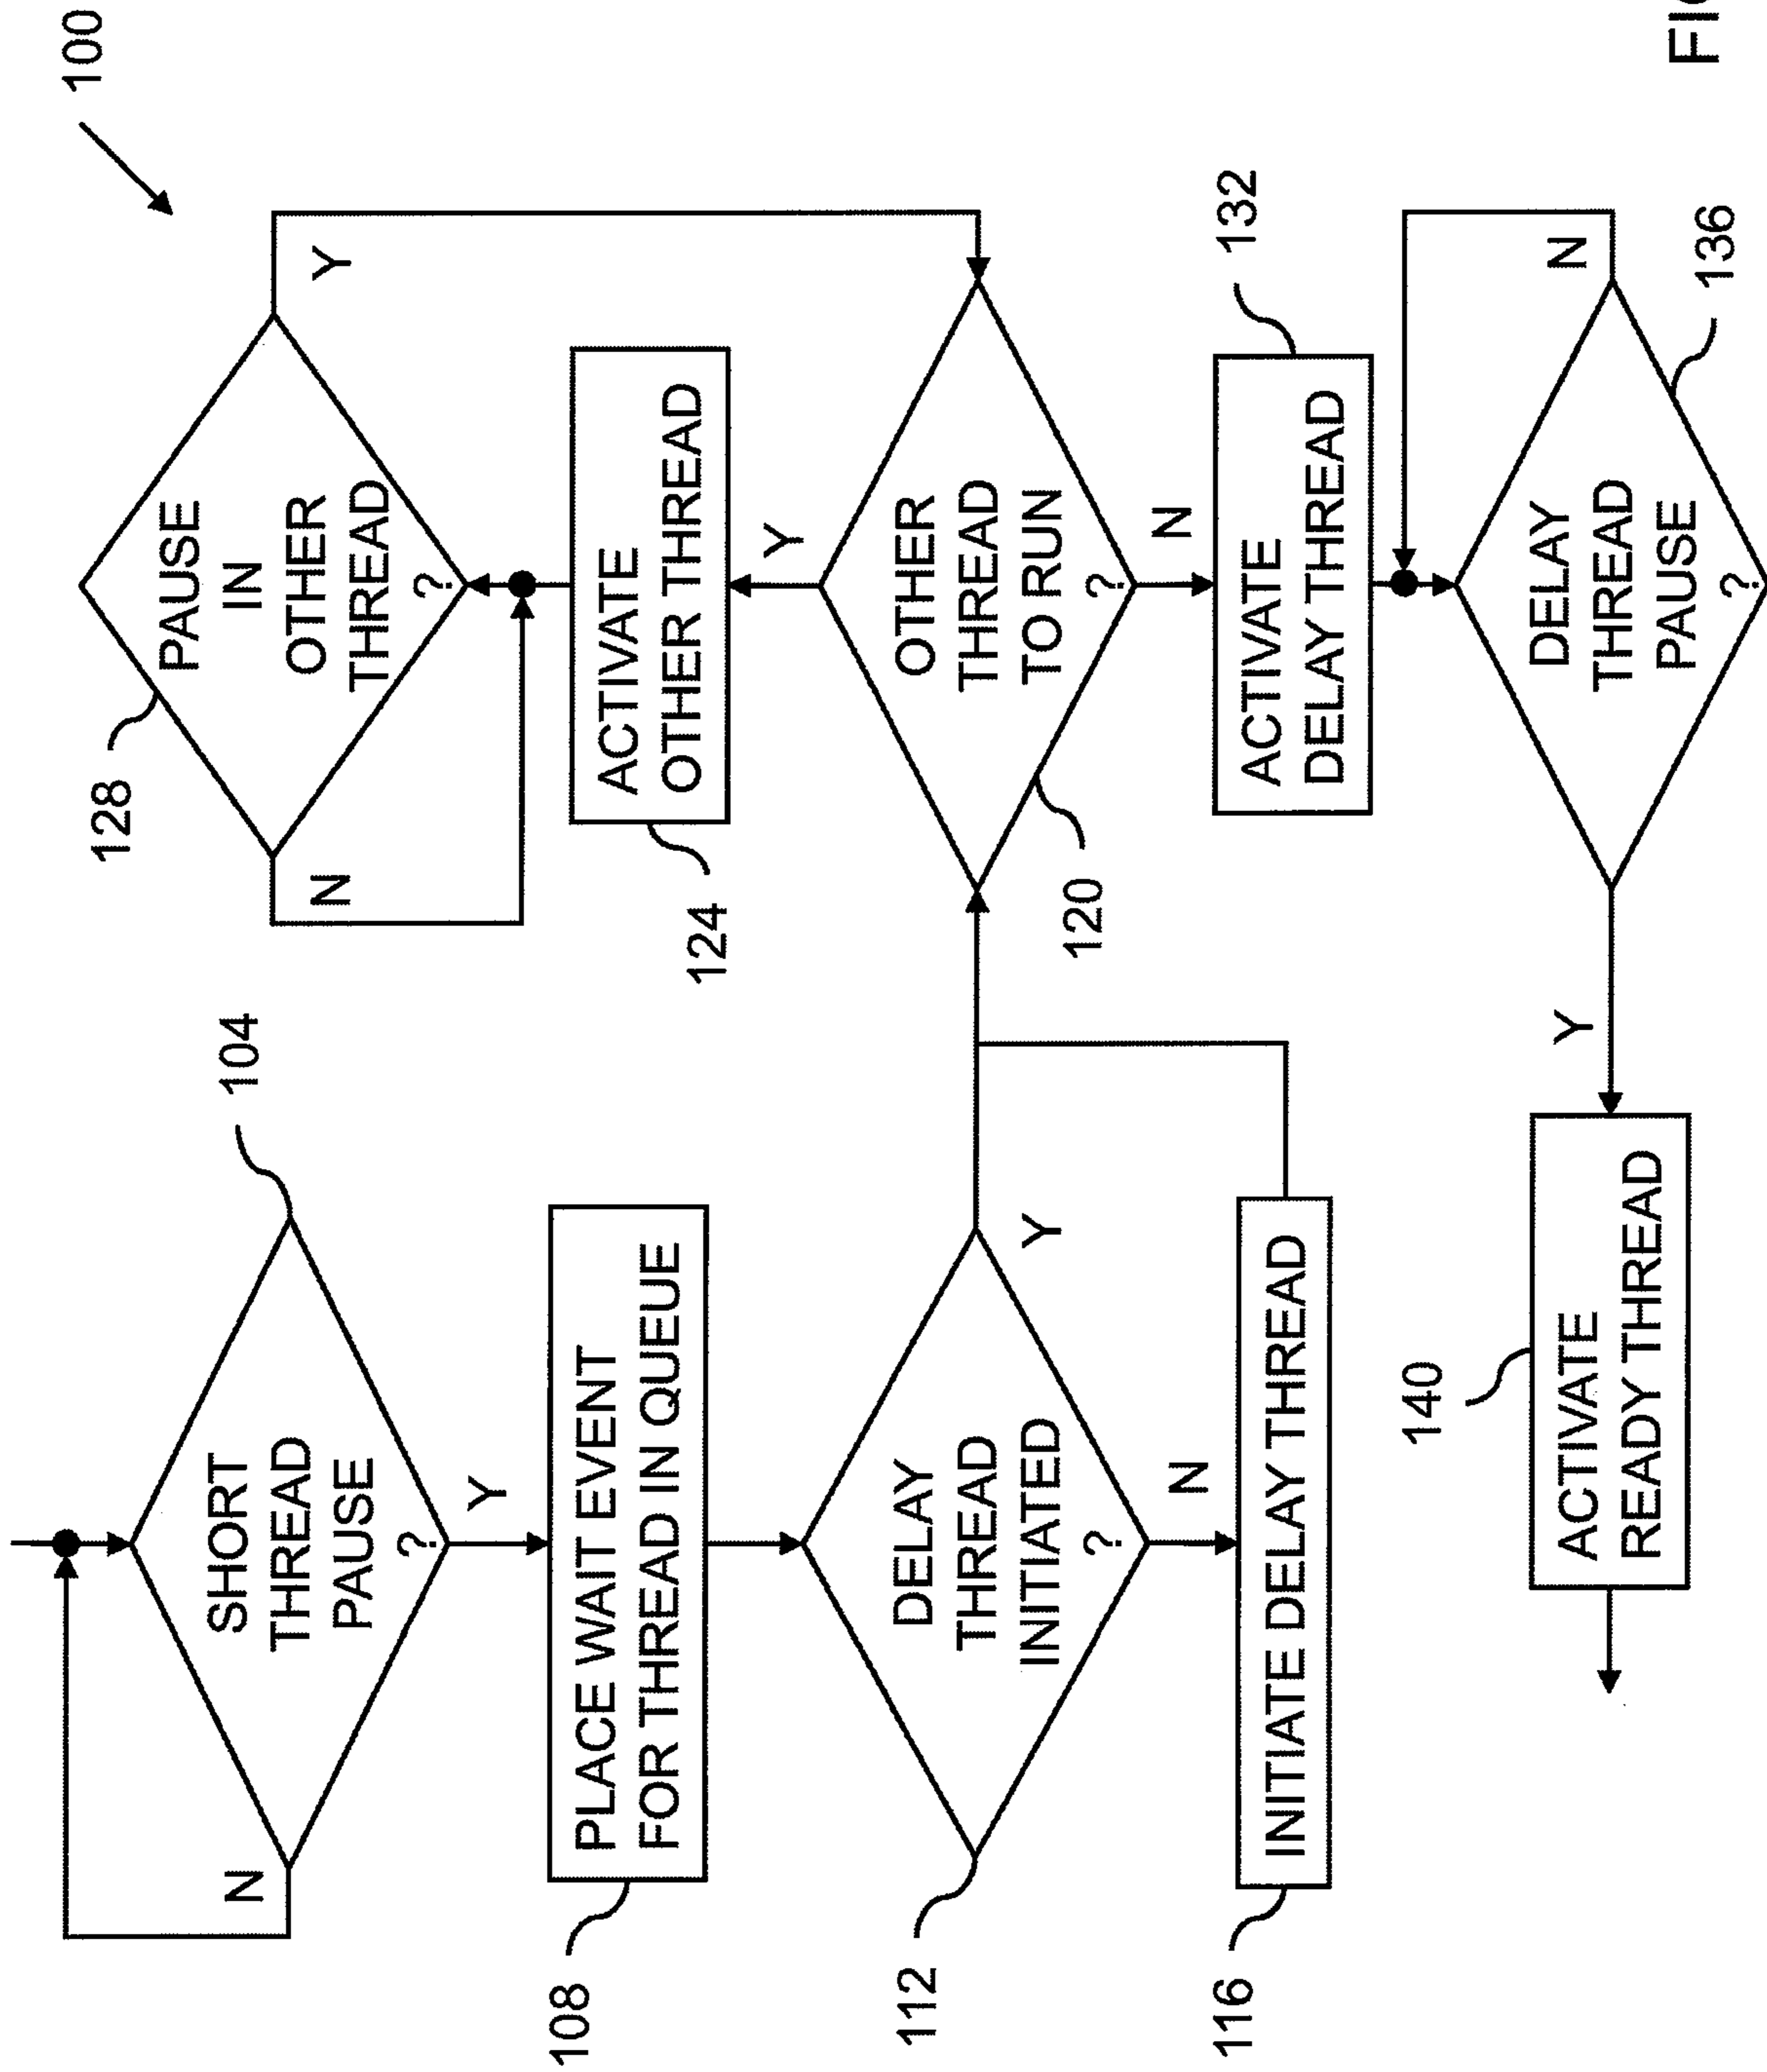 100
104
SHORT
THREAD
PAUSE
?
N
Y
108
PLACE WAIT EVENT
FOR THREAD IN QUEUE
112
DELAY
THREAD
INITIATED
?
Y
N
116
INITIATE DELAY THREAD
128
PAUSE
IN
OTHER
THREAD
?
N
Y
124
ACTIVATE
OTHER THREAD
Y
120
OTHER
THREAD
TO RUN
?
N
132
ACTIVATE
DELAY THREAD
136
DELAY
THREAD
PAUSE
?
N
Y
140
ACTIVATE
READY THREAD